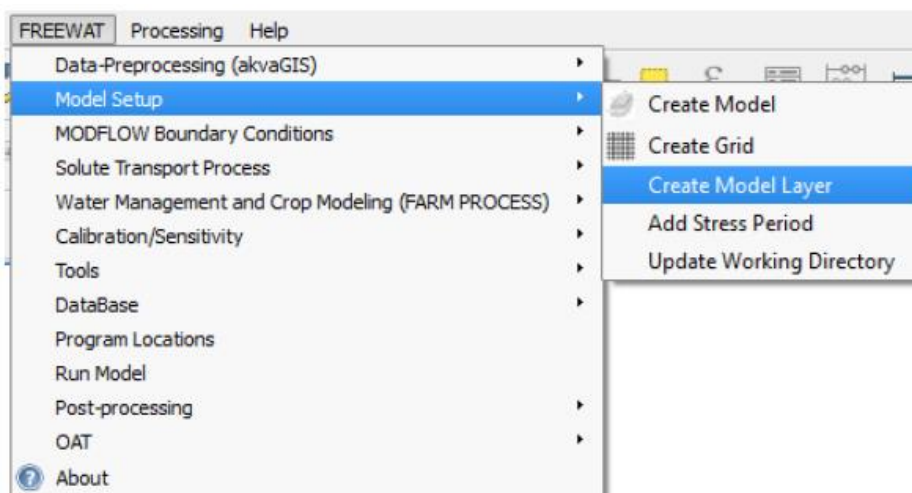 FREEWAT Processing Help
Data-Preprocessing (akvaGIS)
Model Setup
MODFLOW Boundary Conditions
Solute Transport Process
Water Management and Crop Modeling (FARM PROCESS)
Calibration/Sensitivity
Tools
DataBase
Program Locations
Run Model
Post-processing
OAT
About
Create Model
Create Grid
Create Model Layer
Add Stress Period
Update Working Directory